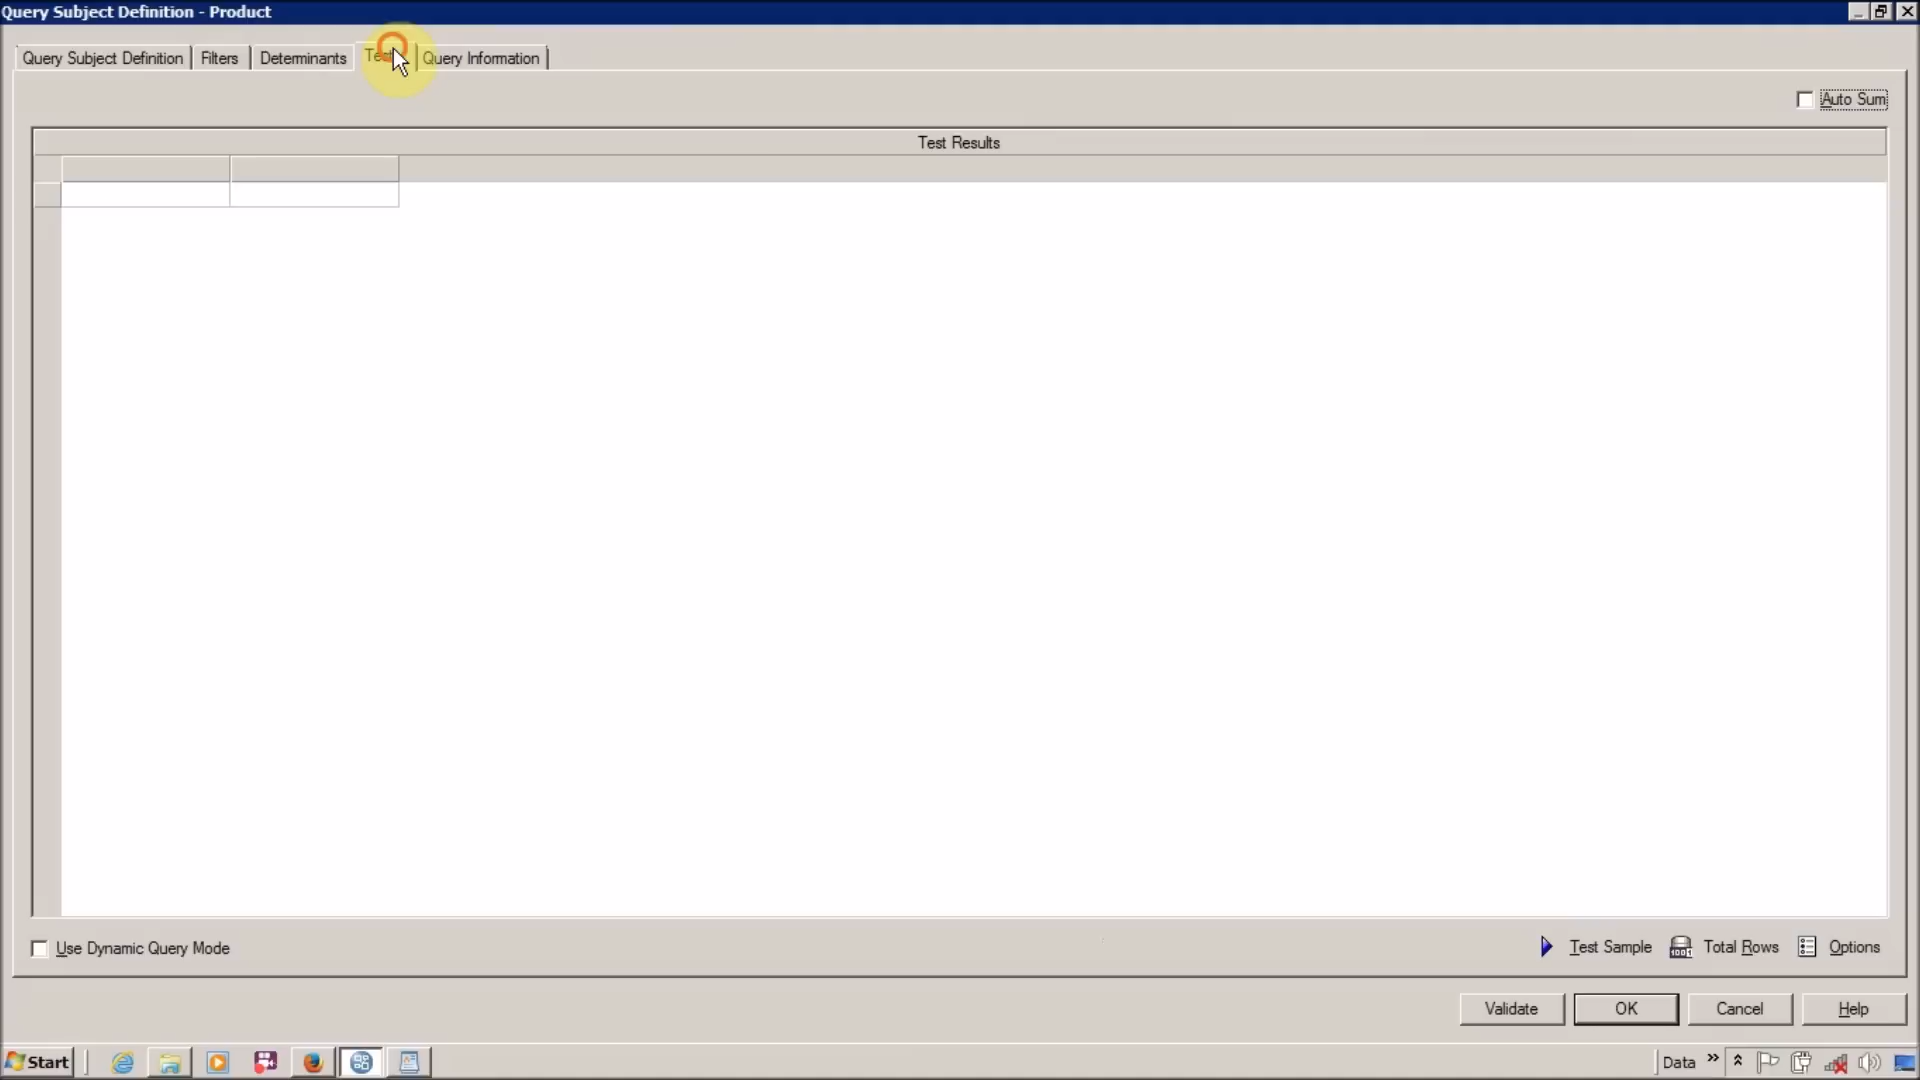 Query Subject Definition - Product
Query Subject Definition
Filters
Determinants
Test
Query Information
Auto Sum
Test Results
Use Dynamic Query Mode
Test Sample
Total Rows
Options
Validate
OK
Cancel
Help
Start
Data